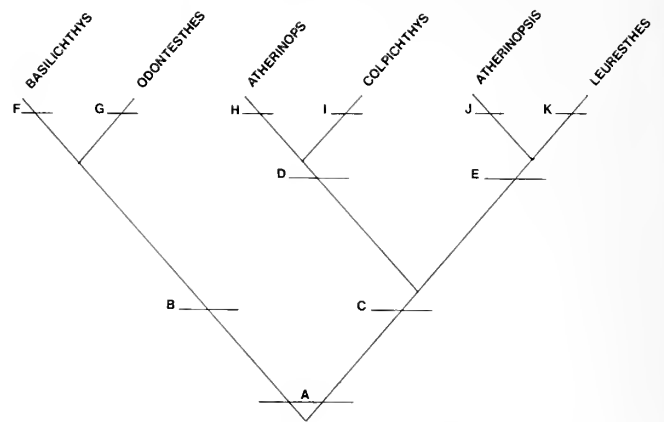 BASILICHTHYS
ODONTESTHES
ATHERINOPS
COLPICHTHYS
ATHERINOPSIS
LEURESTHES
F
G
H
I
J
K
D
E
B
C
A